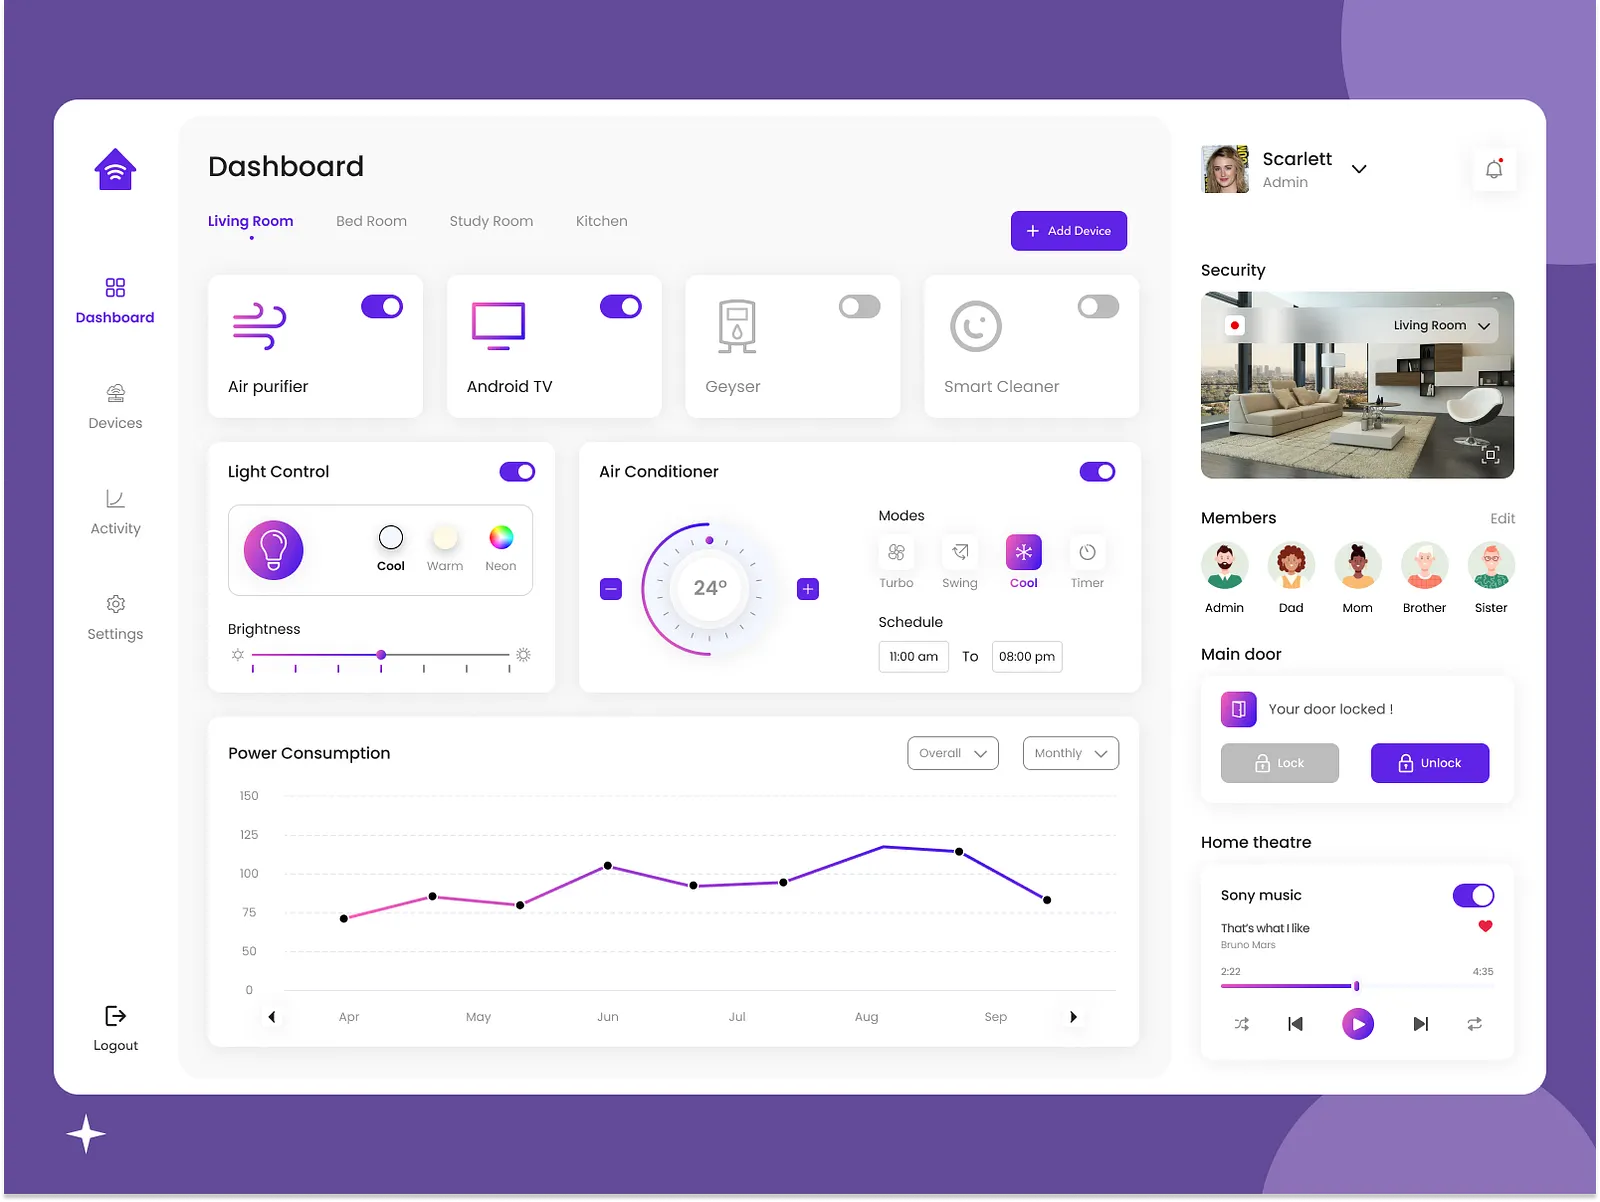 Dashboard
Devices
Activity
Settings
Logout
Dashboard
Living Room
Bed Room
Study Room
Kitchen
+ Add Device
Air purifier
Android TV
Geyser
Smart Cleaner
Light Control
Cool
Warm
Neon
Brightness
Air Conditioner
24°
Modes
Turbo
Swing
Cool
Timer
Schedule
11:00 am To 08:00 pm
Power Consumption
Overall
Monthly
150
125
100
75
50
0
Apr May Jun Jul Aug Sep
Scarlett
Admin
Security
Living Room
Members
Edit
Admin Dad Mom Brother Sister
Main door
Your door locked !
Lock
Unlock
Home theatre
Sony music
That's what I like
Bruno Mars
2:22
4:35